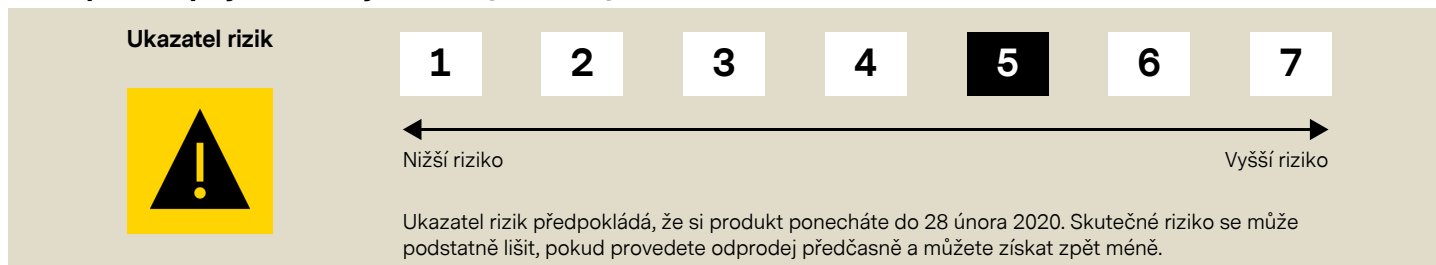 Ukazatel rizik
1 2 3 4 5 6 7
Nižší riziko Vyšší riziko
Ukazatel rizik předpokládá, že si produkt ponecháte do 28 února 2020. Skutečné riziko se může
podstatně lišit, pokud provedete odprodej předčasně a můžete získat zpět méně.